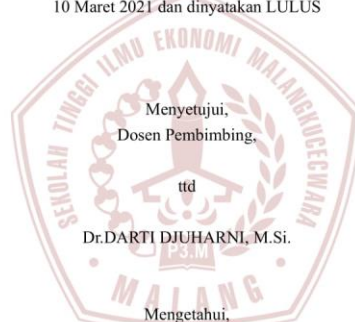 10 Maret 2021 dan dinyatakan LULUS
SEKOLAH TINGGI ILMU EKONOMI MALANGKUCECWARA
Menyetujui,
Dosen Pembimbing,
ttd
Dr.DARTI DJUHARNI, M.Si.
P3.M
MALANG
Mengetahui,